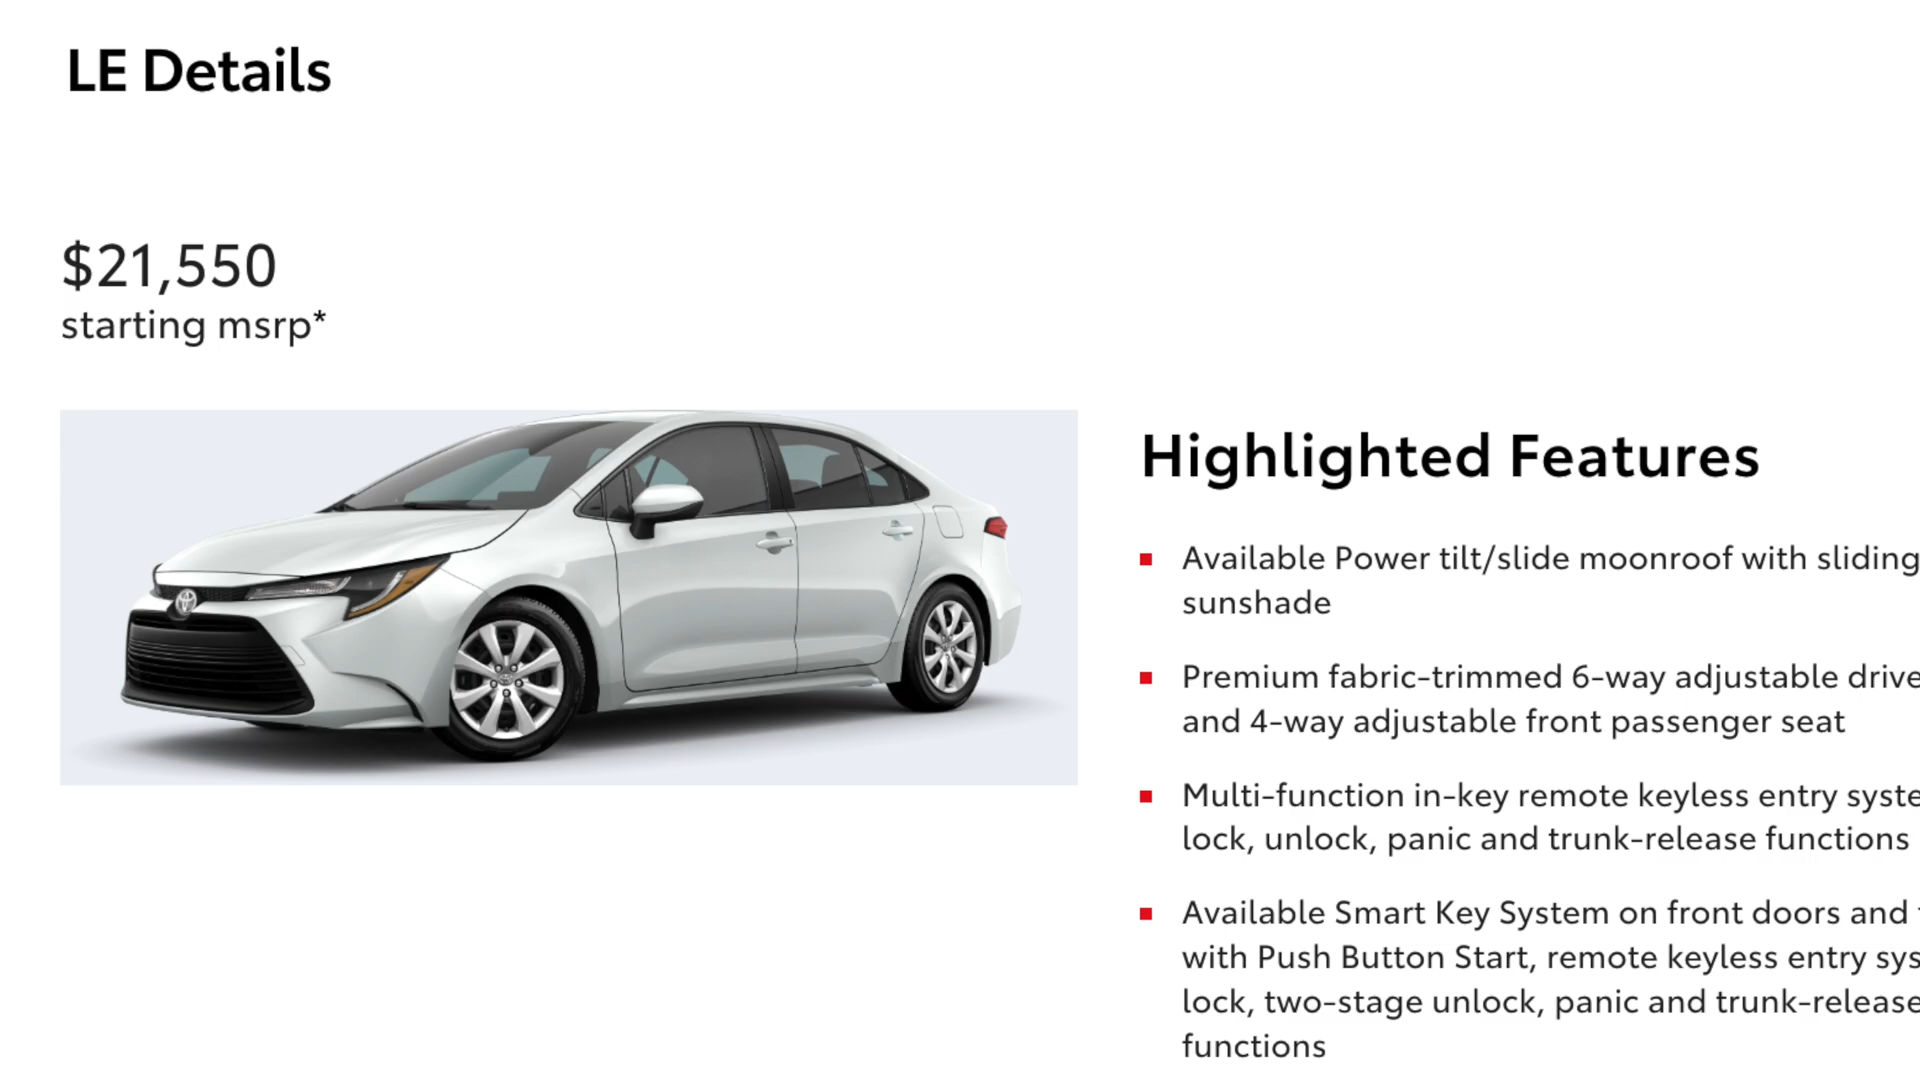 LE Details
$21,550
starting msrp*
Highlighted Features
Available Power tilt/slide moonroof with sliding
sunshade
Premium fabric-trimmed 6-way adjustable
and 4-way adjustable front passenger seat
Multi-function in-key remote keyless entry
lock, unlock, panic and trunk-release functions
Available Smart Key System on front doors and
with Push Button Start, remote keyless entry
lock, two-stage unlock, panic and trunk-release
functions